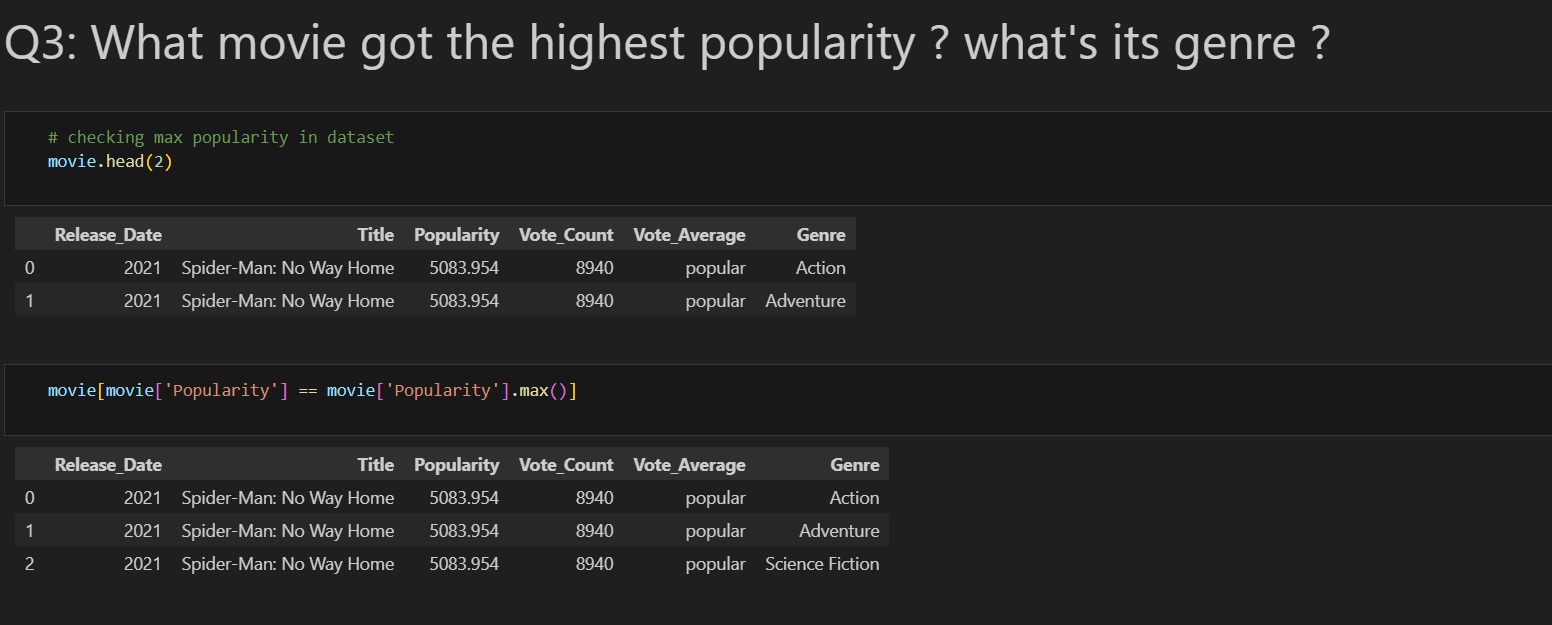 Q3: What movie got the highest popularity ? what's its genre ?
# checking max popularity in dataset
movie.head(2)
Release_Date Title Popularity Vote_Count Vote_Average Genre
0 2021 Spider-Man: No Way Home 5083.954 8940 popular Action
1 2021 Spider-Man: No Way Home 5083.954 8940 popular Adventure
movie[movie['Popularity'] == movie['Popularity'].max()]
Release_Date Title Popularity Vote_Count Vote_Average Genre
0 2021 Spider-Man: No Way Home 5083.954 8940 popular Action
1 2021 Spider-Man: No Way Home 5083.954 8940 popular Adventure
2 2021 Spider-Man: No Way Home 5083.954 8940 popular Science Fiction